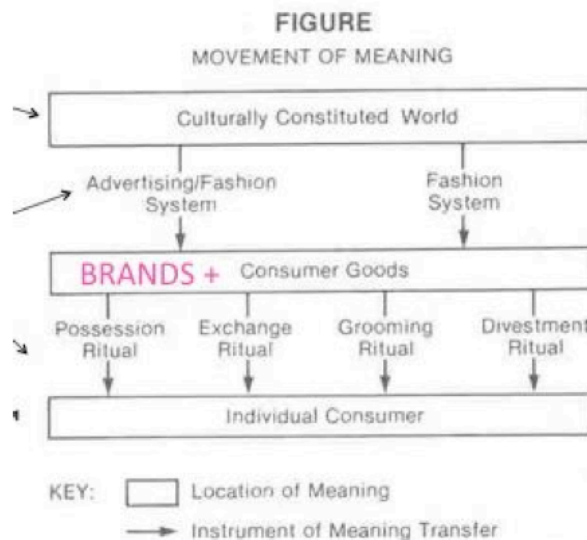 FIGURE
MOVEMENT OF MEANING
Culturally Constituted World
Advertising/Fashion System
Fashion System
BRANDS + Consumer Goods
Possession Ritual
Exchange Ritual
Grooming Ritual
Divestment Ritual
Individual Consumer
KEY:
Location of Meaning
Instrument of Meaning Transfer